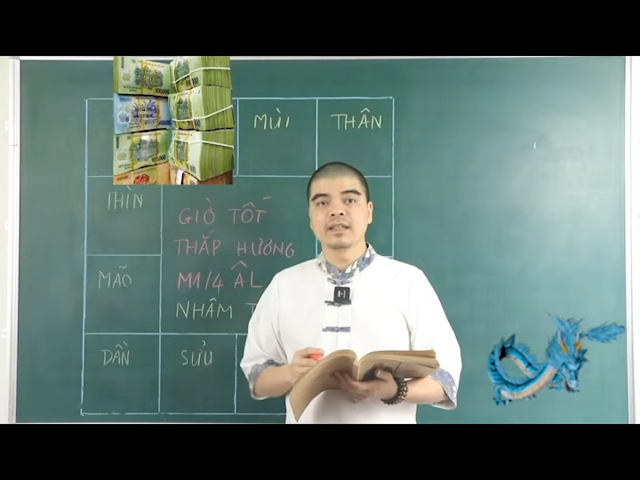 MÙI
THÂN
THÌN
GIỜ TỐT
THẮP HƯƠNG
M1/4 ÂL
MÃO
NHÂM
DẦN
SỬU